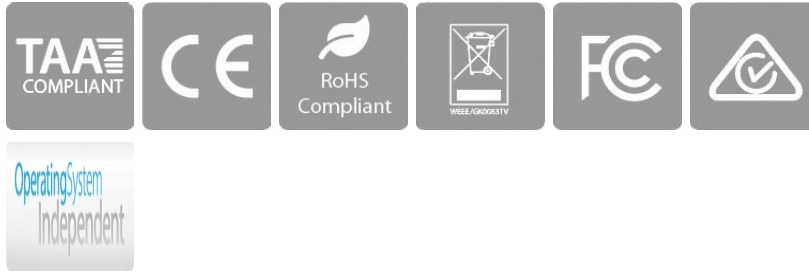 TAA
COMPLIANT
CE
RoHS
Compliant
WEEE/GK0063TV
FC
OperatingSystem
Independent